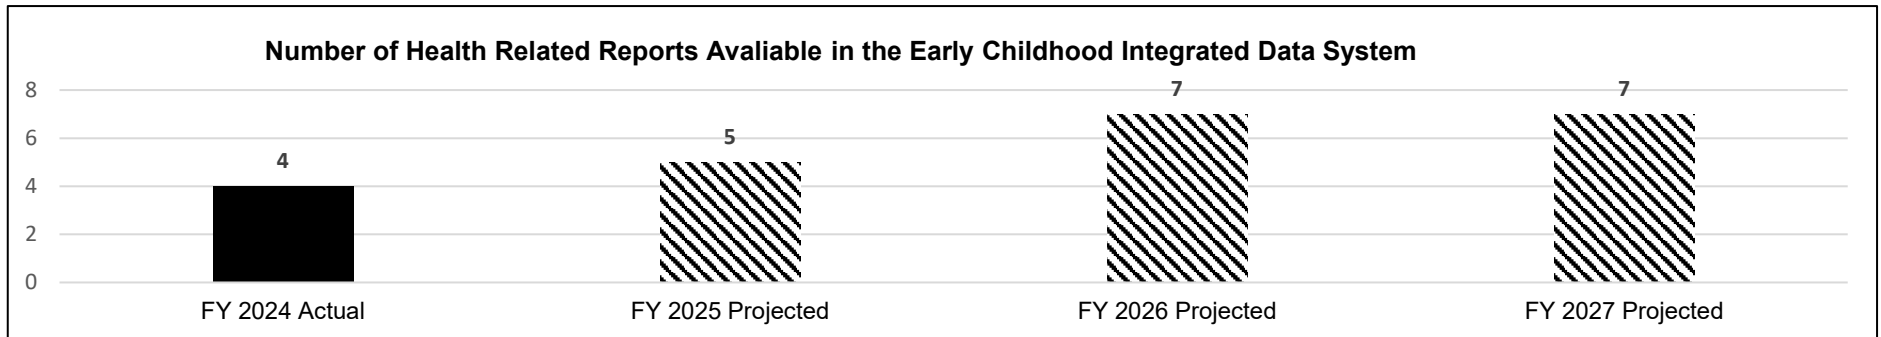 Number of Health Related Reports Avaliable in the Early Childhood Integrated Data System
8
6
4
2
0
4
5
7
7
FY 2024 Actual
FY 2025 Projected
FY 2026 Projected
FY 2027 Projected